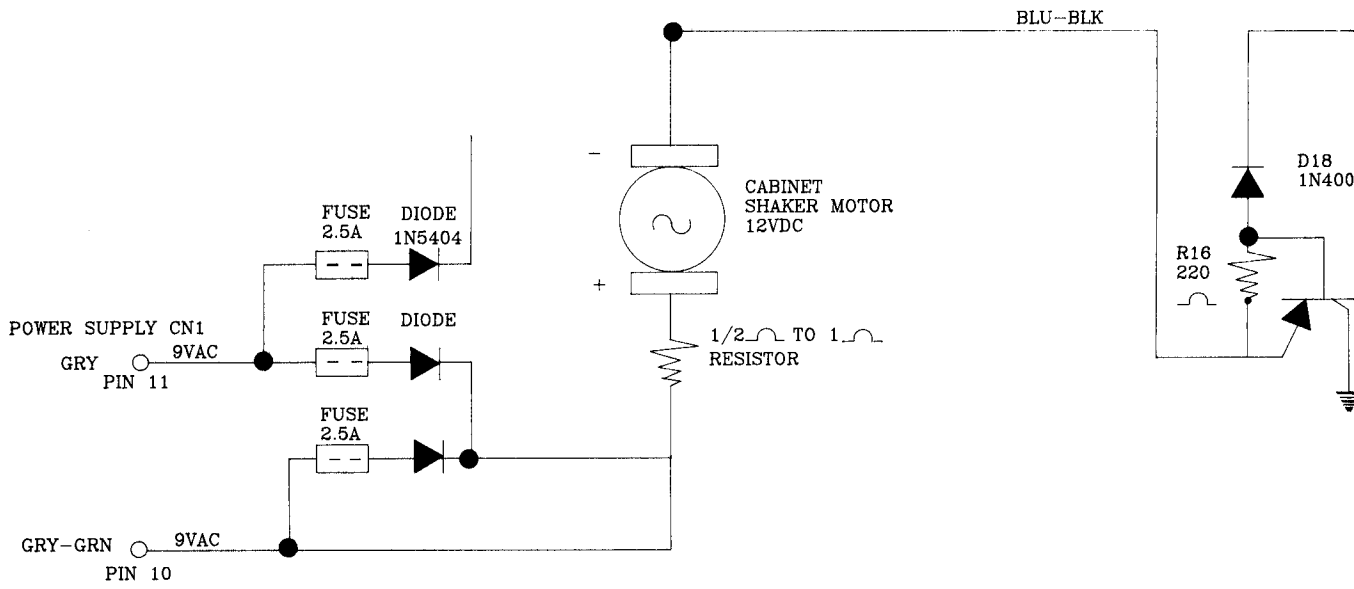 BLU-BLK
D18
1N400
FUSE
2.5A
DIODE
1N5404
-
CABINET
SHAKER MOTOR
12VDC
+
R16
220
POWER SUPPLY CN1
GRY
PIN 11
9VAC
FUSE
2.5A
DIODE
1/2 TO 1
RESISTOR
FUSE
2.5A
GRY-GRN
9VAC
PIN 10